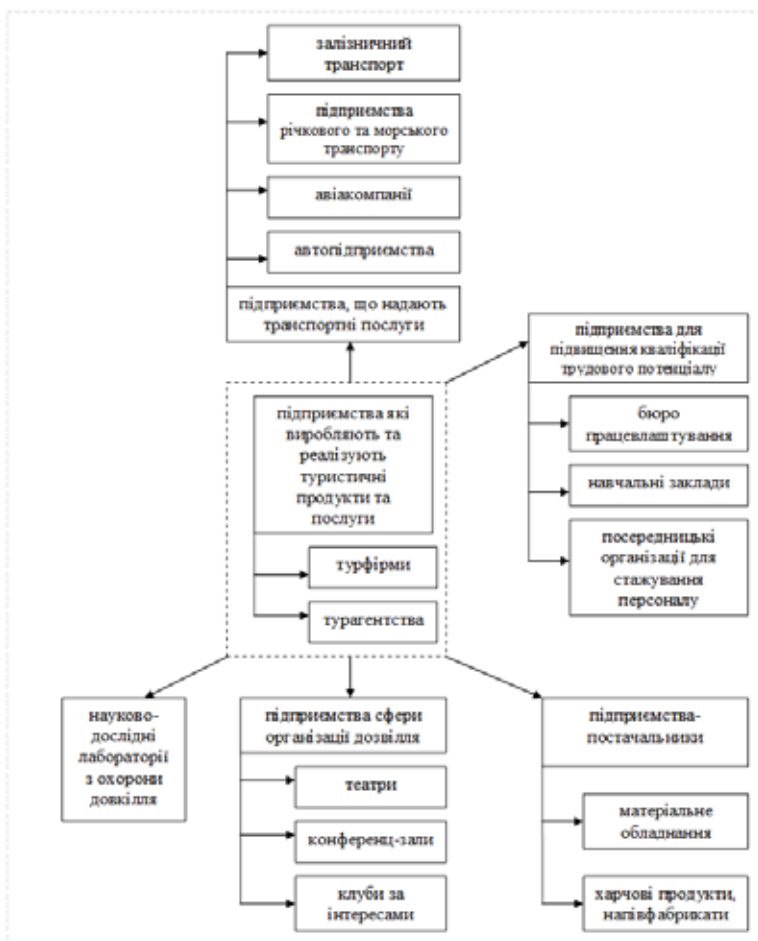 залізничний
транспорт
підприємства
річкового та морського
транспорту
авіакомпанії
автопідприємства
підприємства, що надають
транспортні послуги
підприємства для
підвищення кваліфікації
трудового потенціалу
бюро
працевлаштування
навчальні заклади
посередницькі
організації для
стажування
персоналу
підприємства які
виробляють та
реалізують
туристичні
продукти та
послуги
турфірми
турагентства
науково-
дослідні
лабораторії
з охорони
довкілля
підприємства сфери
організації дозвілля
театри
конференц-зали
клуби за
інтересами
підприємства-
постачальники
матеріальне
обладнання
харчові продукти,
напівфабрикати